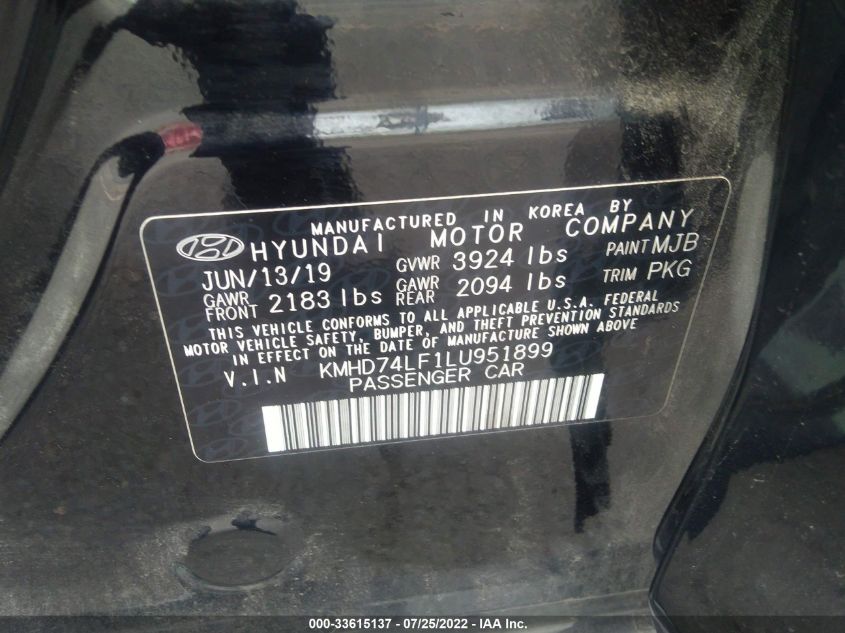 MANUFACTURED IN KOREA BY
HYUNDAI MOTOR COMPANY
JUN/13/19 GVWR 3924 lbs PAINT MJB
GAWR FRONT 2183 lbs GAWR REAR 2094 lbs TRIM PKG
THIS VEHICLE CONFORMS TO ALL APPLICABLE U.S.A. FEDERAL
MOTOR VEHICLE SAFETY, BUMPER, AND THEFT PREVENTION STANDARDS
IN EFFECT ON THE DATE OF MANUFACTURE SHOWN ABOVE
V.I.N KMHD74LF1LU951899
PASSENGER CAR
000-33615137 - 07/25/2022 - IAA Inc.